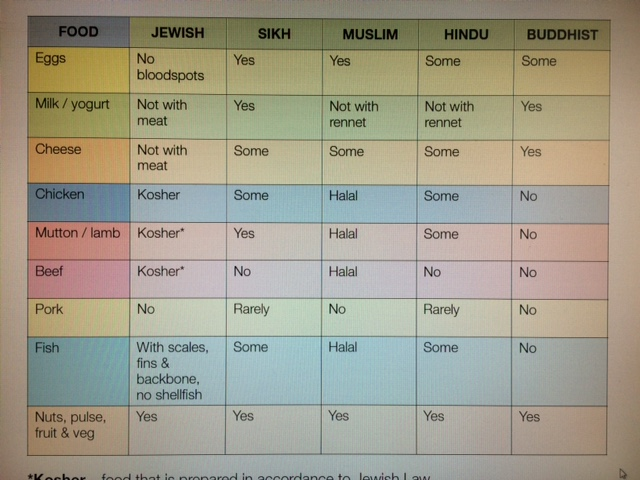 FOOD JEWISH SIKH MUSLIM HINDU BUDDHIST
Eggs No Yes Yes Some Some
bloodspots
Milk / yogurt Not with Yes Not with Not with Yes
meat rennet rennet
Cheese Not with Some Some Some Yes
meat
Chicken Kosher Some Halal Some No
Mutton / lamb Kosher* Yes Halal Some No
Beef Kosher* No Halal No No
Pork No Rarely No Rarely No
Fish With scales, Some Halal Some No
fins &
backbone,
no shellfish
Nuts, pulse, Yes Yes Yes Yes Yes
fruit & veg
*Kosher – food that is prepared in accordance to Jewish Law